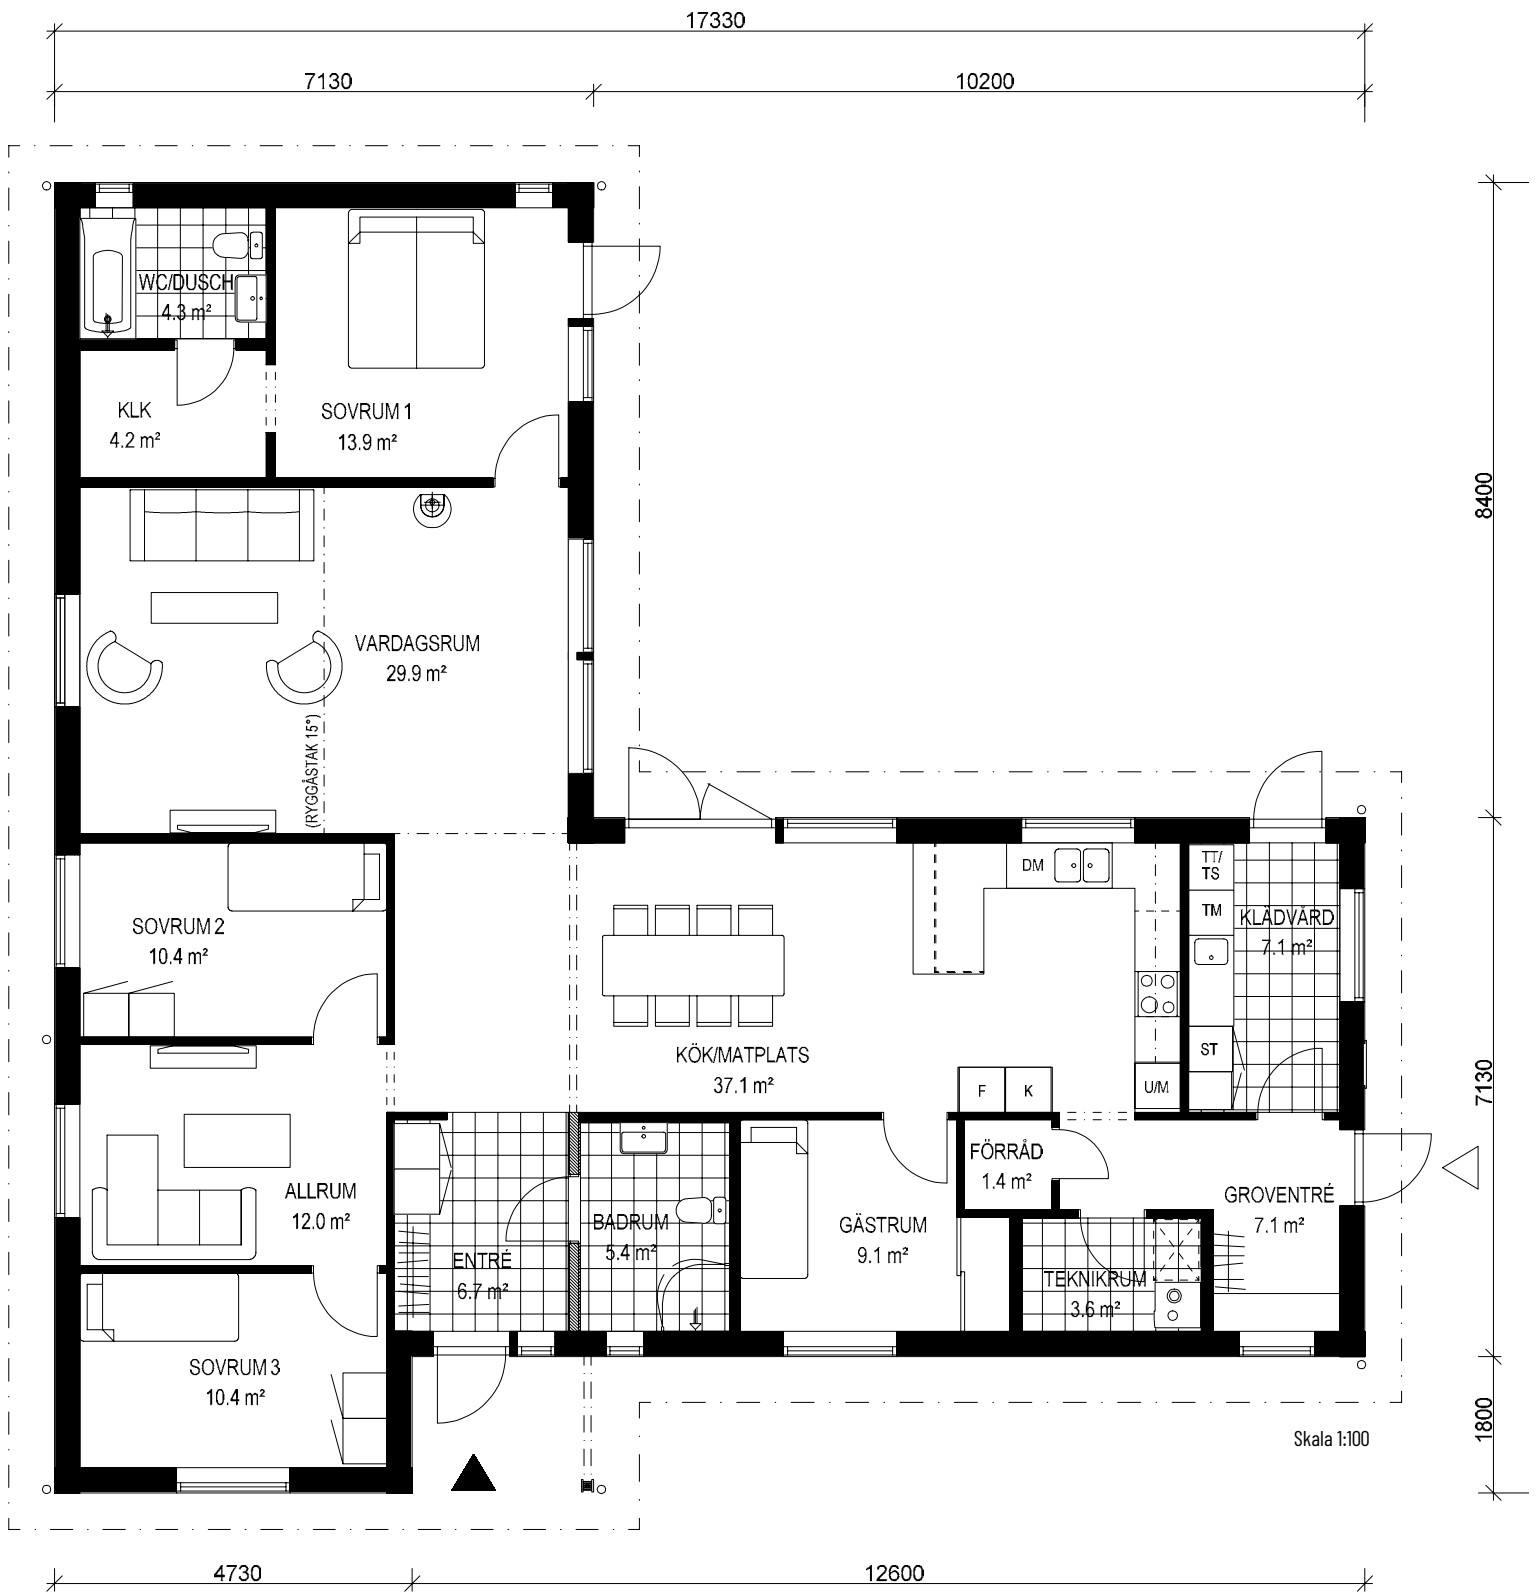 17330
7130
10200
WC/DUSCH
4.3 m²
KLK
4.2 m²
SOVRUM 1
13.9 m²
8400
VARDAGSRUM
29.9 m²
(RYGGÅSTAK 15°)
SOVRUM 2
10.4 m²
DM
TT/
TS
TM
KLÄDVÅRD
7.1 m²
ST
KÖK/MATPLATS
37.1 m²
F
K
U/M
7130
ALLRUM
12.0 m²
ENTRÉ
6.7 m²
BADRUM
5.4 m²
GÄSTRUM
9.1 m²
FÖRRÅD
1.4 m²
GROVENTRÉ
7.1 m²
TEKNIKRUM
3.6 m²
SOVRUM 3
10.4 m²
1800
Skala 1:100
4730
12600